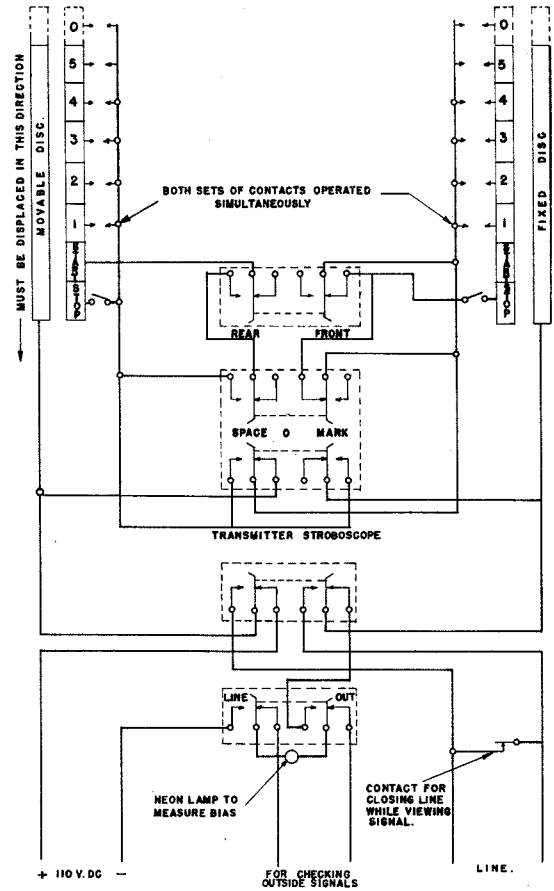 MUST BE DISPLACED IN THIS DIRECTION
MOVABLE DISC.
0
5
4
3
2
1
START
STOP
0
5
4
3
2
1
START
STOP
FIXED DISC
BOTH SETS OF CONTACTS OPERATED
SIMULTANEOUSLY
REAR FRONT
SPACE O MARK
TRANSMITTER STROBOSCOPE
LINE OUT
NEON LAMP TO
MEASURE BIAS
CONTACT FOR
CLOSING LINE
WHILE VIEWING
SIGNAL.
+ 110 V. DC −
FOR CHECKING
OUTSIDE SIGNALS
LINE.